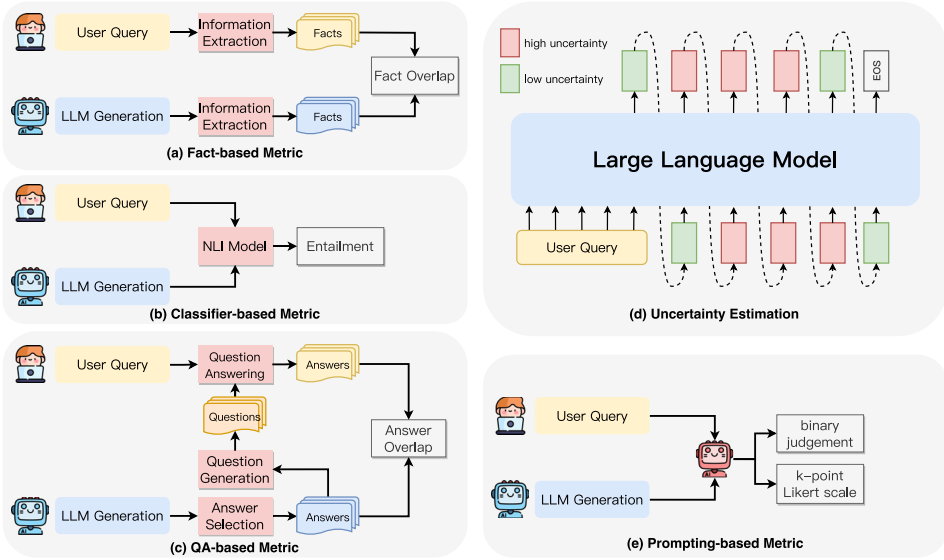 User Query
Information
Extraction
Facts
Fact Overlap
LLM Generation
Information
Extraction
Facts
(a) Fact-based Metric
User Query
NLI Model
Entailment
LLM Generation
(b) Classifier-based Metric
User Query
Question
Answering
Answers
Questions
Answer
Overlap
Question
Generation
LLM Generation
Answer
Selection
Answers
(c) QA-based Metric
high uncertainty
low uncertainty
EOS
Large Language Model
User Query
(d) Uncertainty Estimation
User Query
binary
judgement
k-point
Likert scale
LLM Generation
(e) Prompting-based Metric